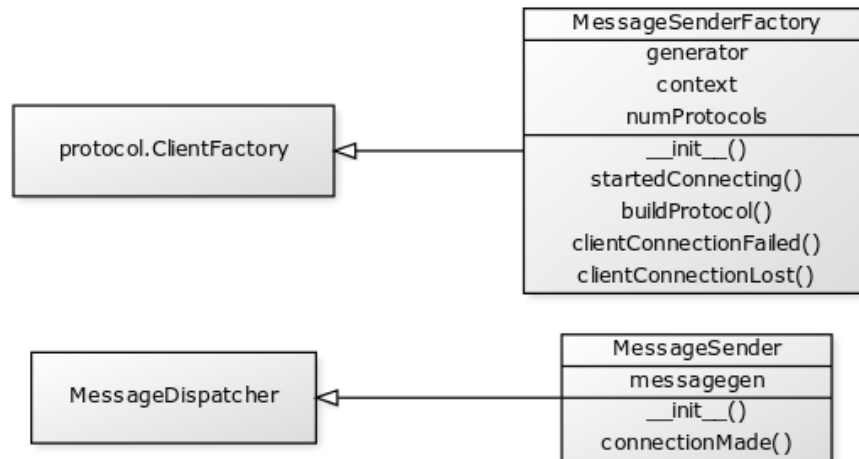 MessageSenderFactory
generator
context
numProtocols
__init__()
startedConnecting()
buildProtocol()
clientConnectionFailed()
clientConnectionLost()
protocol.ClientFactory
MessageSender
messagegen
__init__()
connectionMade()
MessageDispatcher